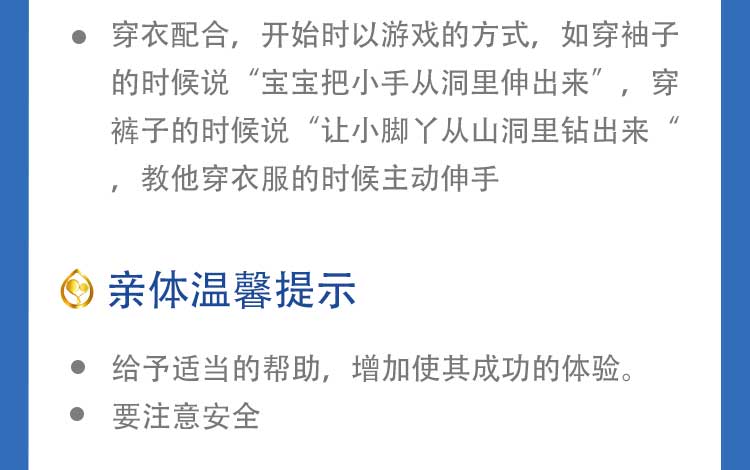 穿衣配合，开始时以游戏的方式，如穿袖子
的时候说“宝宝把小手从洞里伸出来”，穿
裤子的时候说“让小脚丫从山洞里钻出来“
，教他穿衣服的时候主动伸手
亲体温馨提示
给予适当的帮助，增加使其成功的体验。
要注意安全